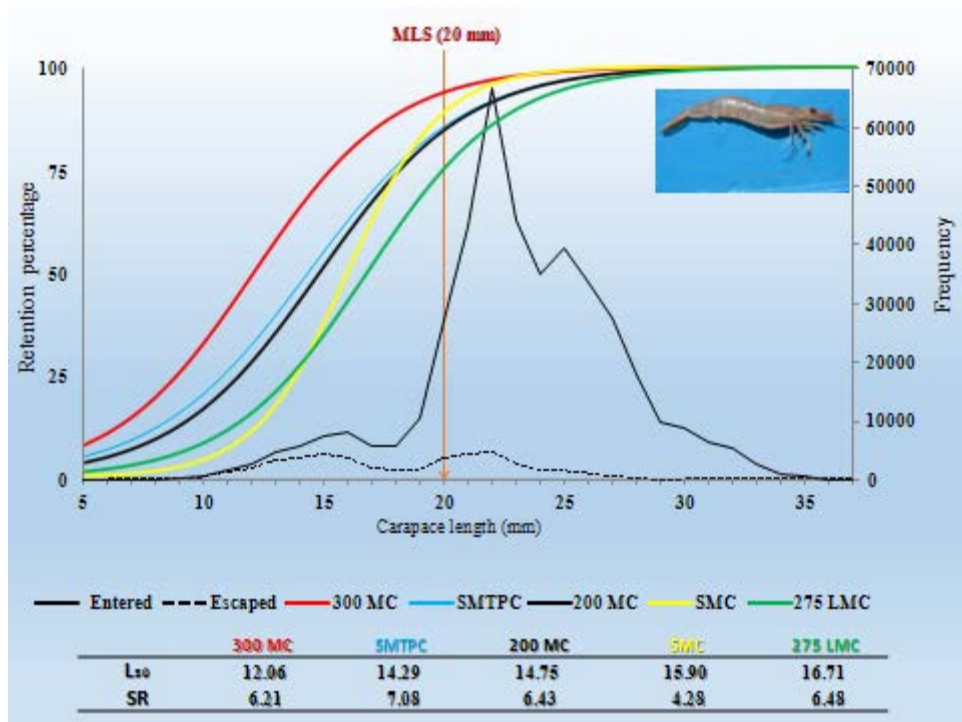 MLS (20 mm)
100
75
50
25
0
Retention percentage
70000
60000
50000
40000
30000
20000
10000
0
Frequency
5 10 15 20 25 30 35
Carapace length (mm)
Entered Escaped 300 MC SMTPC 200 MC SMC 275 LMC
300 MC SMTPC 200 MC SMC 275 LMC
L50 12.06 14.29 14.75 15.90 16.71
SR 6.21 7.08 6.43 4.28 6.48